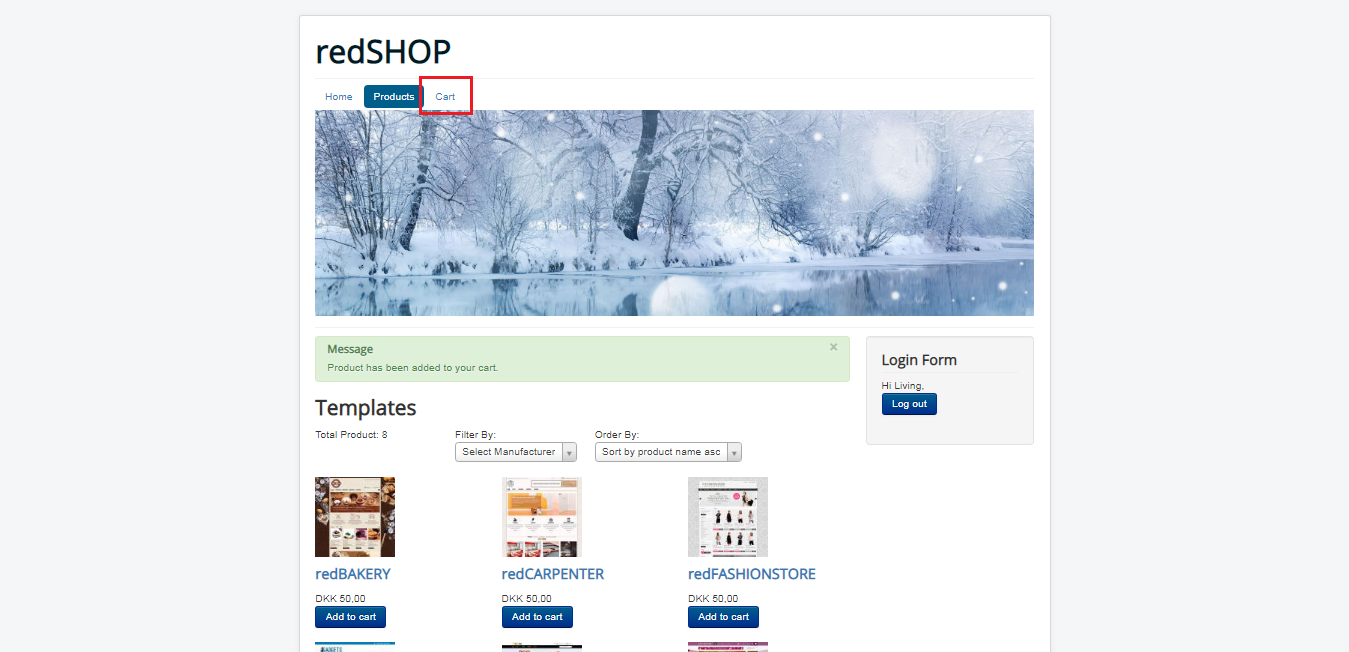 redSHOP
Home Products Cart
Message ×
Product has been added to your cart.
Login Form
Hi Living,
Log out
Templates
Total Product: 8 Filter By: Order By:
Select Manufacturer Sort by product name asc
redBAKERY redCARPENTER redFASHIONSTORE
DKK 50,00 DKK 50,00 DKK 50,00
Add to cart Add to cart Add to cart